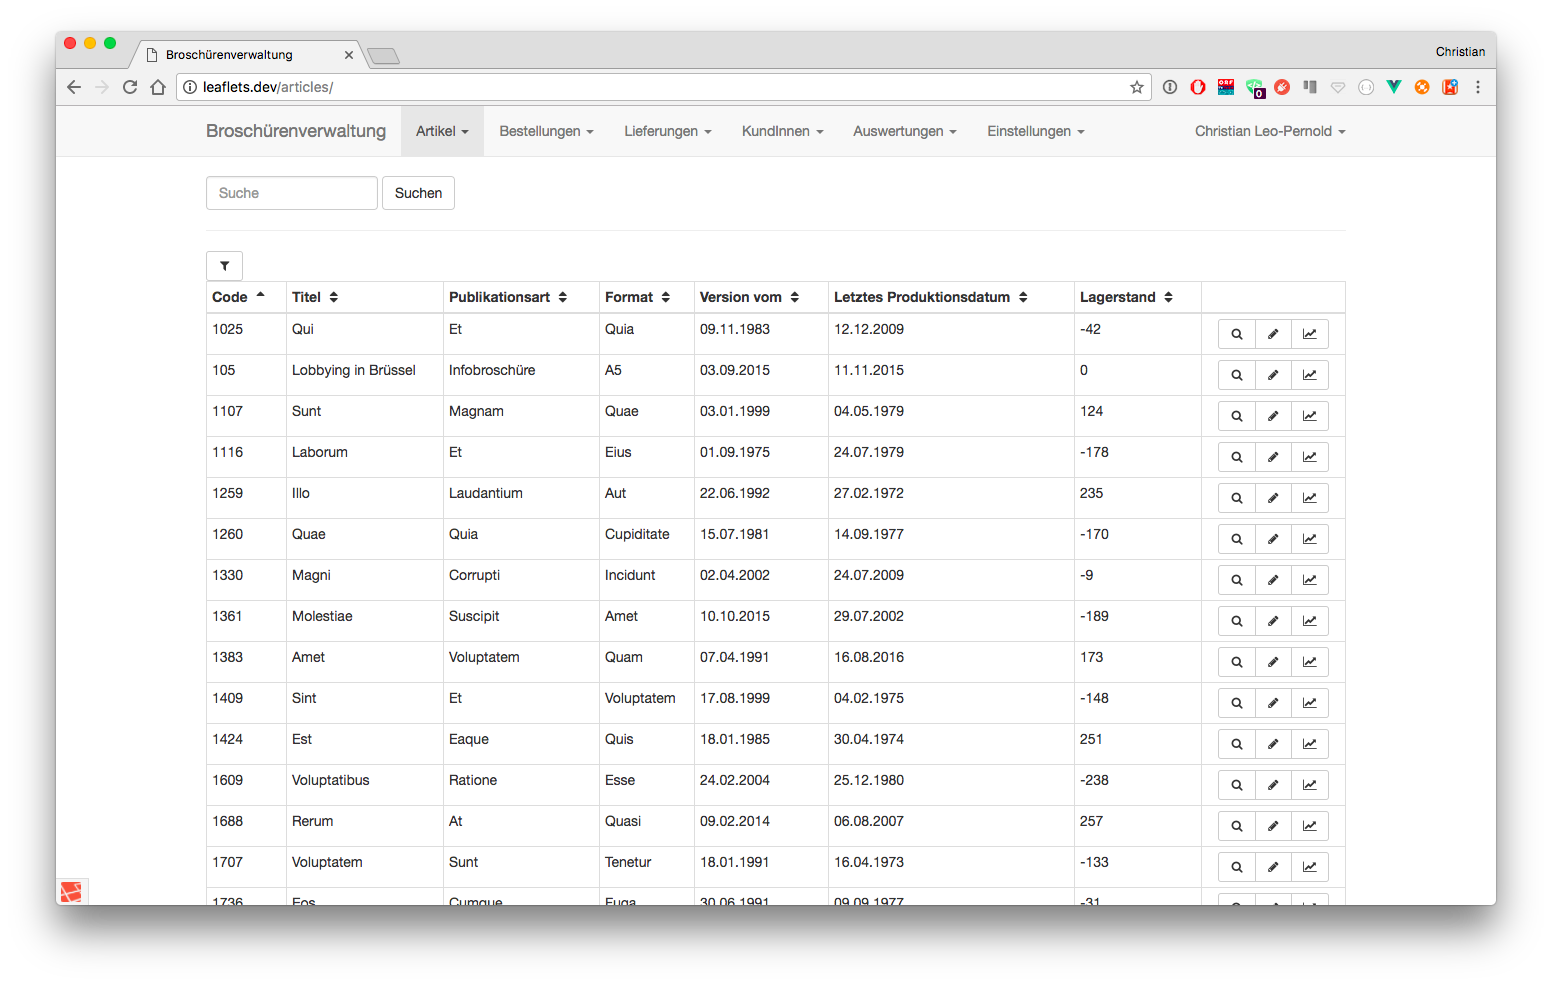 Broschürenverwaltung
Christian
leaflets.dev/articles/
ORF
0
Broschürenverwaltung Artikel Bestellungen Lieferungen KundInnen Auswertungen Einstellungen Christian Leo-Pernold
Suche Suchen
Code Titel Publikationsart Format Version vom Letztes Produktionsdatum Lagerstand
1025 Qui Et Quia 09.11.1983 12.12.2009 -42
105 Lobbying in Brüssel Infobroschüre A5 03.09.2015 11.11.2015 0
1107 Sunt Magnam Quae 03.01.1999 04.05.1979 124
1116 Laborum Et Eius 01.09.1975 24.07.1979 -178
1259 Illo Laudantium Aut 22.06.1992 27.02.1972 235
1260 Quae Quia Cupiditate 15.07.1981 14.09.1977 -170
1330 Magni Corrupti Incidunt 02.04.2002 24.07.2009 -9
1361 Molestiae Suscipit Amet 10.10.2015 29.07.2002 -189
1383 Amet Voluptatem Quam 07.04.1991 16.08.2016 173
1409 Sint Et Voluptatem 17.08.1999 04.02.1975 -148
1424 Est Eaque Quis 18.01.1985 30.04.1974 251
1609 Voluptatibus Ratione Esse 24.02.2004 25.12.1980 -238
1688 Rerum At Quasi 09.02.2014 06.08.2007 257
1707 Voluptatem Sunt Tenetur 18.01.1991 16.04.1973 -133
1736 Eos Cumque Fuga 30.06.1991 09.09.1977 -31